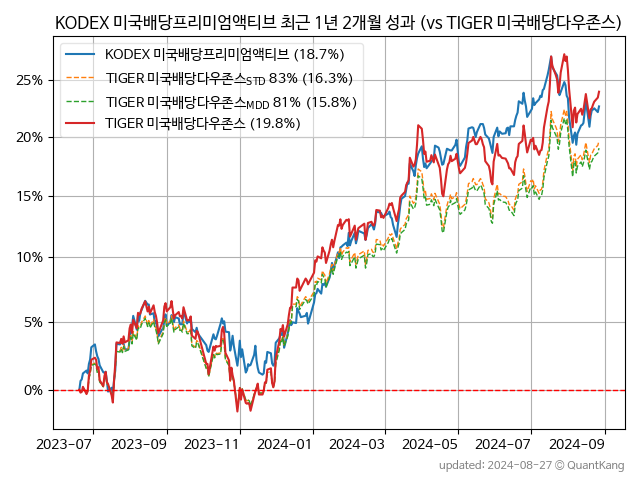 KODEX 미국배당프리미엄액티브 최근 1년 2개월 성과 (vs TIGER 미국배당다우존스)
KODEX 미국배당프리미엄액티브 (18.7%)
TIGER 미국배당다우존스STD 83% (16.3%)
TIGER 미국배당다우존스MDD 81% (15.8%)
TIGER 미국배당다우존스 (19.8%)
25%
20%
15%
10%
5%
0%
2023-07 2023-09 2023-11 2024-01 2024-03 2024-05 2024-07 2024-09
updated: 2024-08-27 © QuantKang